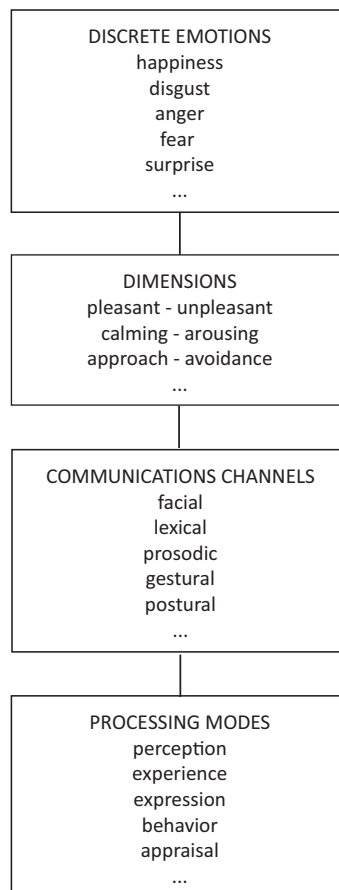 DISCRETE EMOTIONS
happiness
disgust
anger
fear
surprise
...
DIMENSIONS
pleasant - unpleasant
calming - arousing
approach - avoidance
...
COMMUNICATIONS CHANNELS
facial
lexical
prosodic
gestural
postural
...
PROCESSING MODES
perception
experience
expression
behavior
appraisal
...